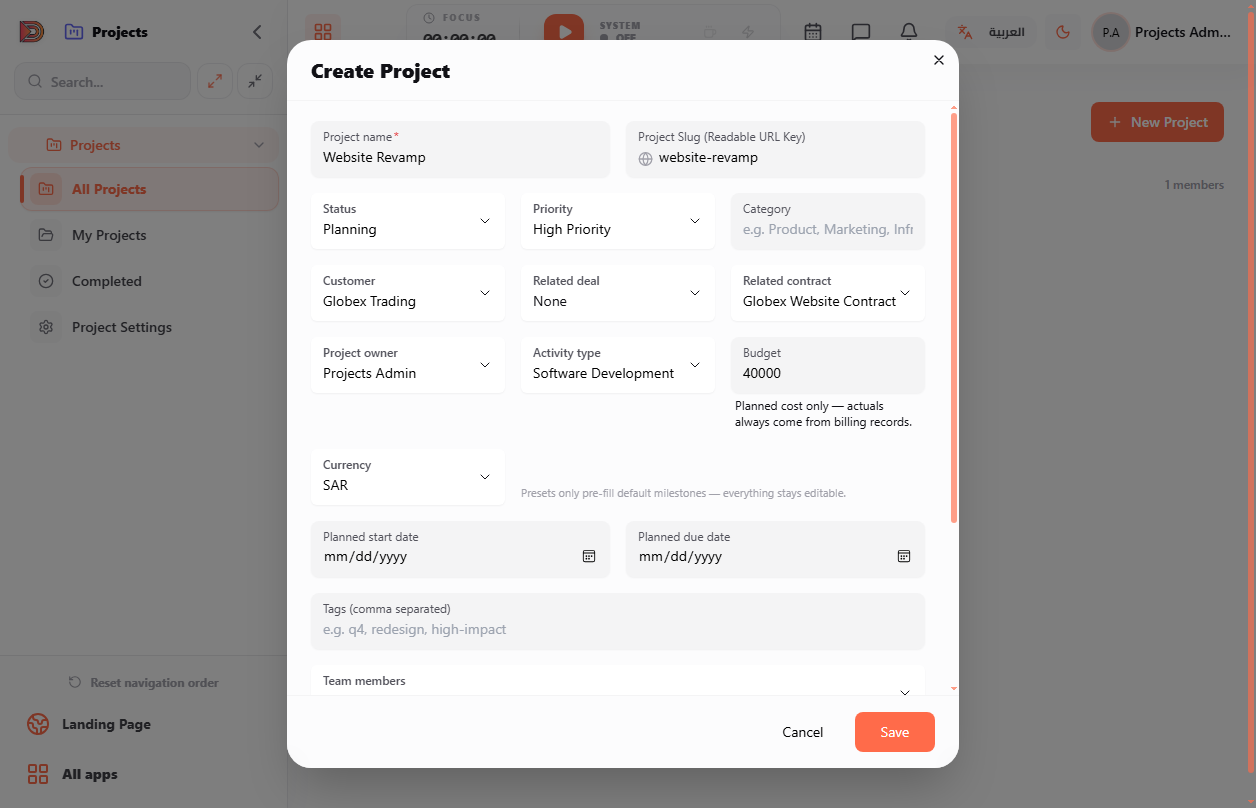 Projects
Search...
Projects
All Projects
My Projects
Completed
Project Settings
Reset navigation order
Landing Page
All apps
FOCUS
00:00:00
SYSTEM
OFF
العربية
P.A
Projects Adm...
New Project
1 members
Create Project
Project name*
Website Revamp
Project Slug (Readable URL Key)
website-revamp
Status
Planning
Priority
High Priority
Category
e.g. Product, Marketing, Infr
Customer
Globex Trading
Related deal
None
Related contract
Globex Website Contract
Project owner
Projects Admin
Activity type
Software Development
Budget
40000
Planned cost only — actuals
always come from billing records.
Currency
SAR
Presets only pre-fill default milestones — everything stays editable.
Planned start date
mm/dd/yyyy
Planned due date
mm/dd/yyyy
Tags (comma separated)
e.g. q4, redesign, high-impact
Team members
Cancel
Save